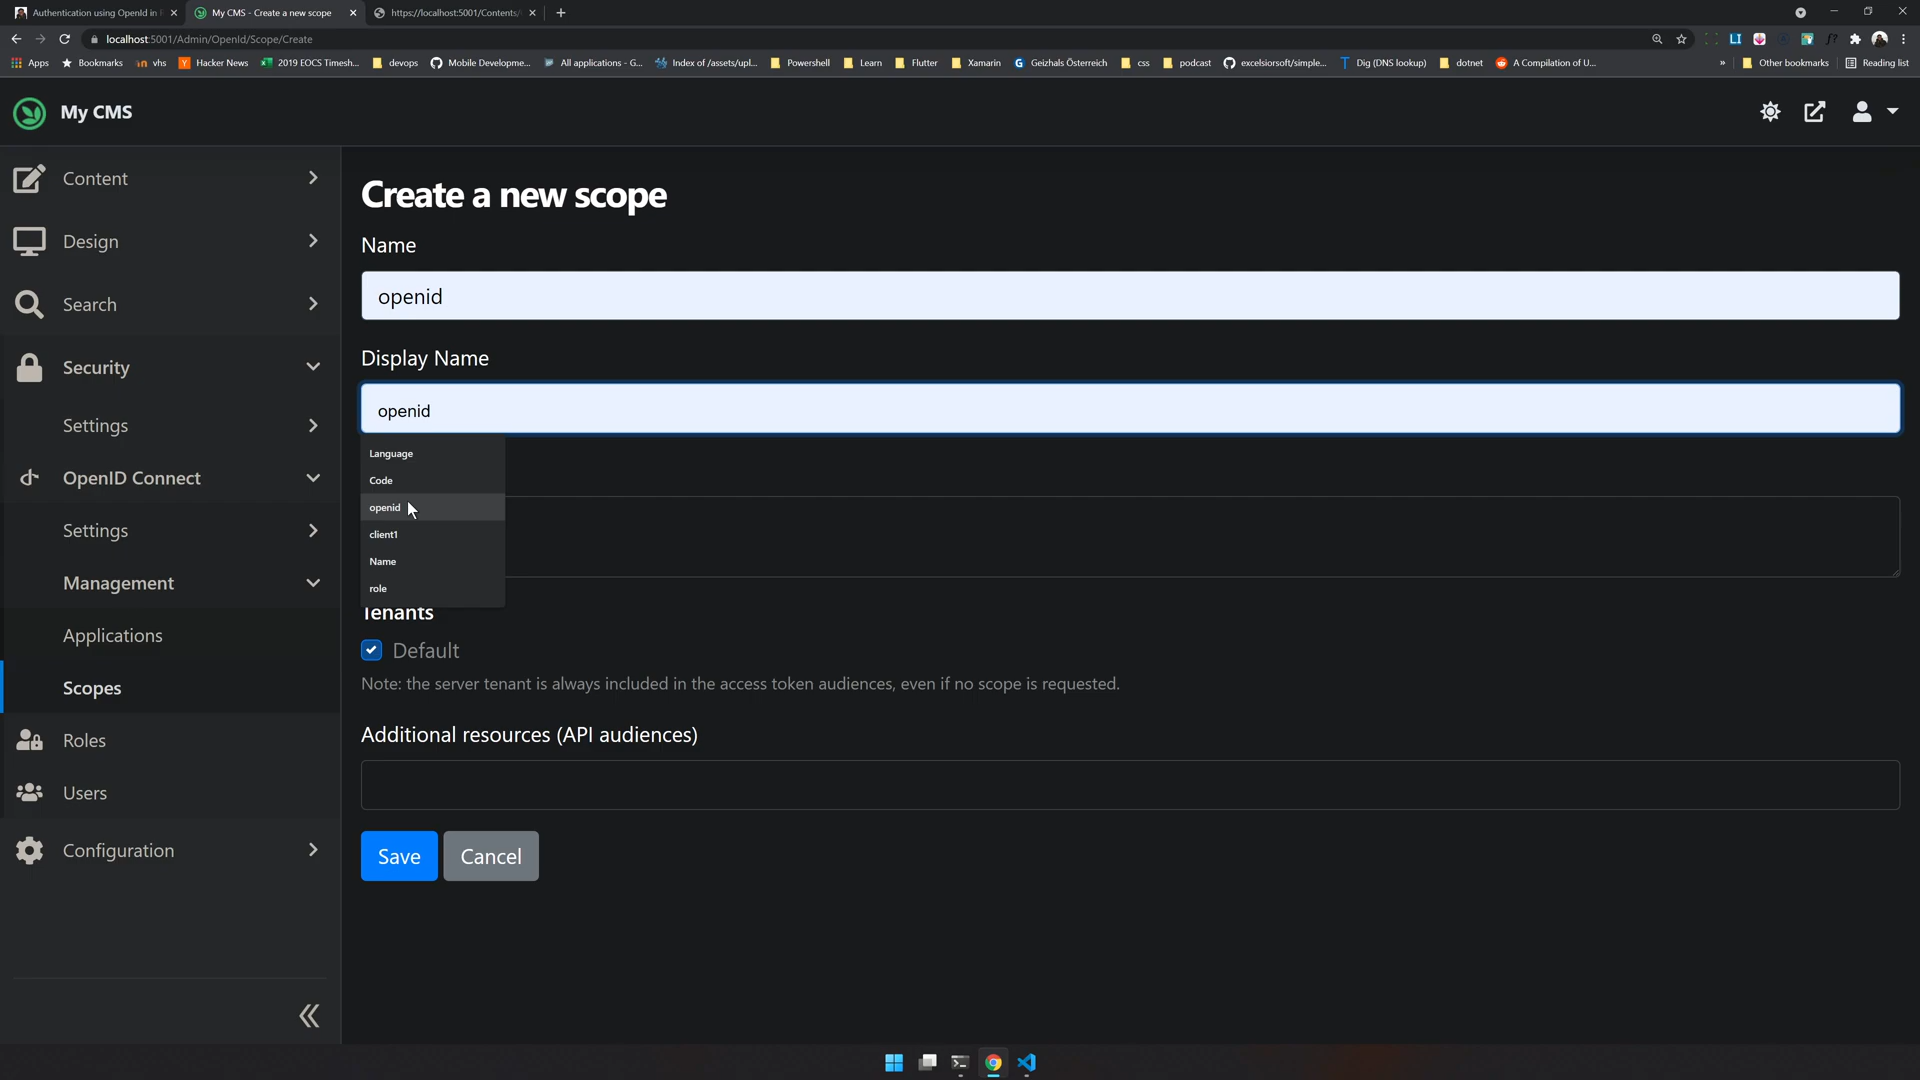 Authentication using OpenId in
My CMS - Create a new scope
https://localhost:5001/Contents/
localhost:5001/Admin/OpenId/Scope/Create
Apps
Bookmarks
vhs
Hacker News
2019 EOCS Timesh...
devops
Mobile Developme...
All applications - G...
Index of /assets/upl...
Powershell
Learn
Flutter
Xamarin
Geizhals Österreich
css
podcast
excelsiorsoft/simple...
Dig (DNS lookup)
dotnet
A Compilation of U...
»
Other bookmarks
Reading list
My CMS
Content
Design
Search
Security
Settings
OpenID Connect
Settings
Management
Applications
Scopes
Roles
Users
Configuration
Create a new scope
Name
openid
Display Name
openid
Language
Code
openid
client1
Name
role
Tenants
Default
Note: the server tenant is always included in the access token audiences, even if no scope is requested.
Additional resources (API audiences)
Save
Cancel